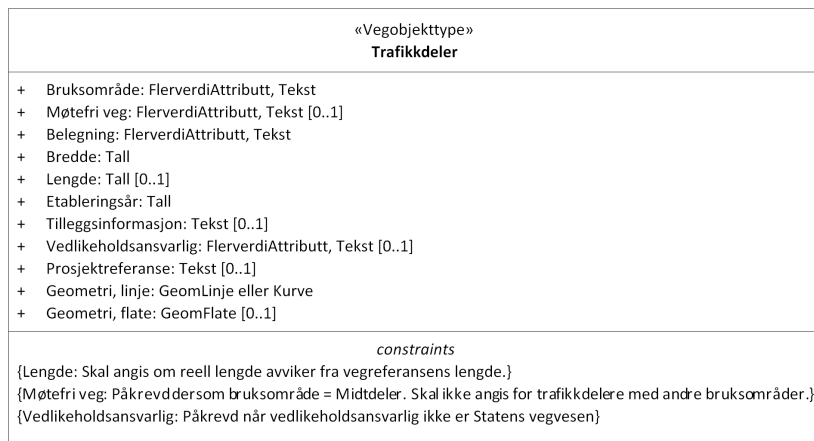 «Vegobjekttype»
Trafikkdeler
+ Bruksområde: FlerverdiAttributt, Tekst
+ Møtefri veg: FlerverdiAttributt, Tekst [0..1]
+ Belegning: FlerverdiAttributt, Tekst
+ Bredde: Tall
+ Lengde: Tall [0..1]
+ Etableringsår: Tall
+ Tilleggsinformasjon: Tekst [0..1]
+ Vedlikeholdsansvarlig: FlerverdiAttributt, Tekst [0..1]
+ Prosjektreferanse: Tekst [0..1]
+ Geometri, linje: GeomLinje eller Kurve
+ Geometri, flate: GeomFlate [0..1]
constraints
{Lengde: Skal angis om reell lengde avviker fra vegreferansens lengde.}
{Møtefri veg: Påkrevd dersom bruksområde = Midtdeler. Skal ikke angis for trafikkdelere med andre bruksområder.}
{Vedlikeholdsansvarlig: Påkrevd når vedlikeholdsansvarlig ikke er Statens vegvesen}